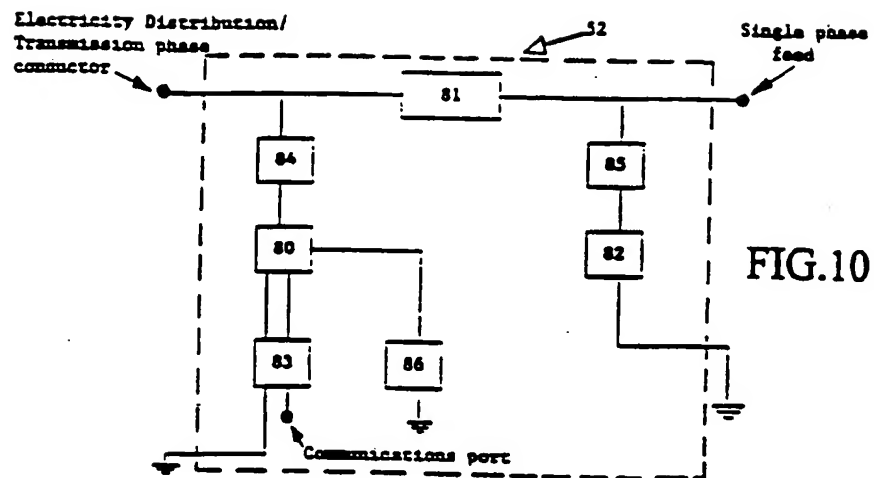 Electricity Distribution/
Transmission phase
conductor
52
Single phase
feed
81
84
85
80
82
FIG.10
83
86
Communications port